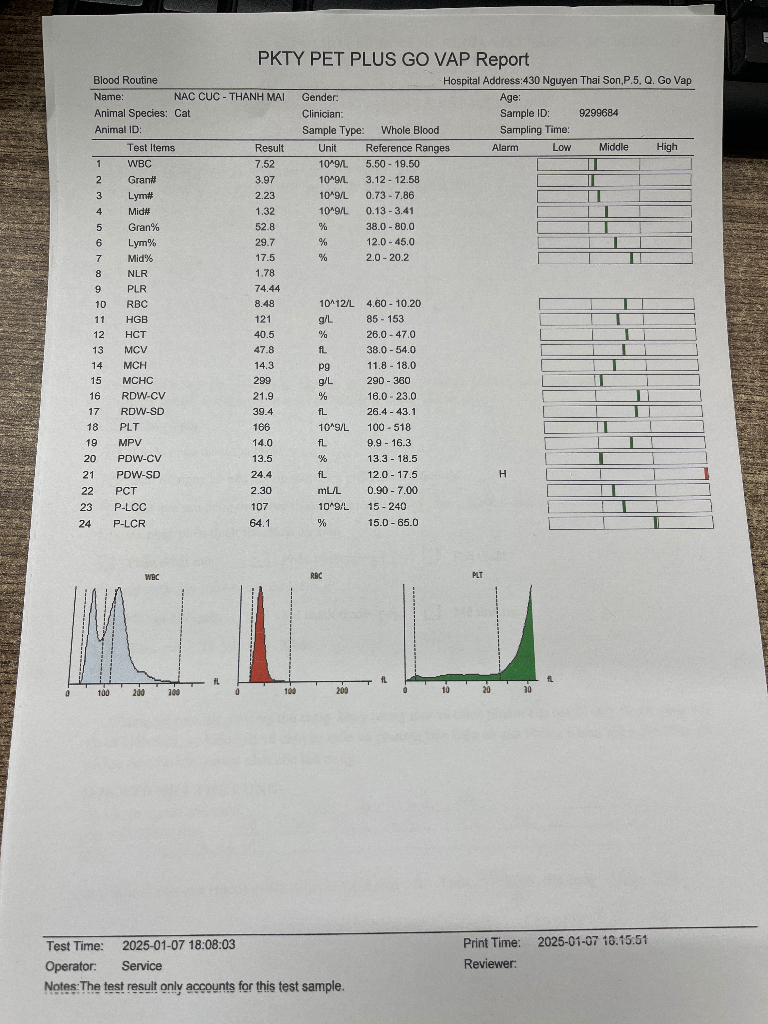 PKTY PET PLUS GO VAP Report
Blood Routine Hospital Address:430 Nguyen Thai Son,P.5, Q. Go Vap
Name: NAC CUC - THANH MAI Gender: Age:
Animal Species: Cat Clinician: Sample ID: 9299684
Animal ID: Sample Type: Whole Blood Sampling Time:
Test Items Result Unit Reference Ranges Alarm Low Middle High
1 WBC 7.52 10^9/L 5.50 - 19.50
2 Gran# 3.97 10^9/L 3.12 - 12.58
3 Lym# 2.23 10^9/L 0.73 - 7.86
4 Mid# 1.32 10^9/L 0.13 - 3.41
5 Gran% 52.8 % 38.0 - 80.0
6 Lym% 29.7 % 12.0 - 45.0
7 Mid% 17.5 % 2.0 - 20.2
8 NLR 1.78
9 PLR 74.44
10 RBC 8.48 10^12/L 4.60 - 10.20
11 HGB 121 g/L 85 - 153
12 HCT 40.5 % 26.0 - 47.0
13 MCV 47.8 fL 38.0 - 54.0
14 MCH 14.3 pg 11.8 - 18.0
15 MCHC 299 g/L 290 - 360
16 RDW-CV 21.9 % 16.0 - 23.0
17 RDW-SD 39.4 fL 26.4 - 43.1
18 PLT 166 10^9/L 100 - 518
19 MPV 14.0 fL 9.9 - 16.3
20 PDW-CV 13.5 % 13.3 - 18.5
21 PDW-SD 24.4 fL 12.0 - 17.5 H
22 PCT 2.30 mL/L 0.90 - 7.00
23 P-LCC 107 10^9/L 15 - 240
24 P-LCR 64.1 % 15.0 - 65.0
WBC RBC PLT
0 100 200 300 fL 0 100 200 fL 0 10 20 30 fL
Test Time: 2025-01-07 18:08:03 Print Time: 2025-01-07 18:15:51
Operator: Service Reviewer:
Notes:The test result only accounts for this test sample.